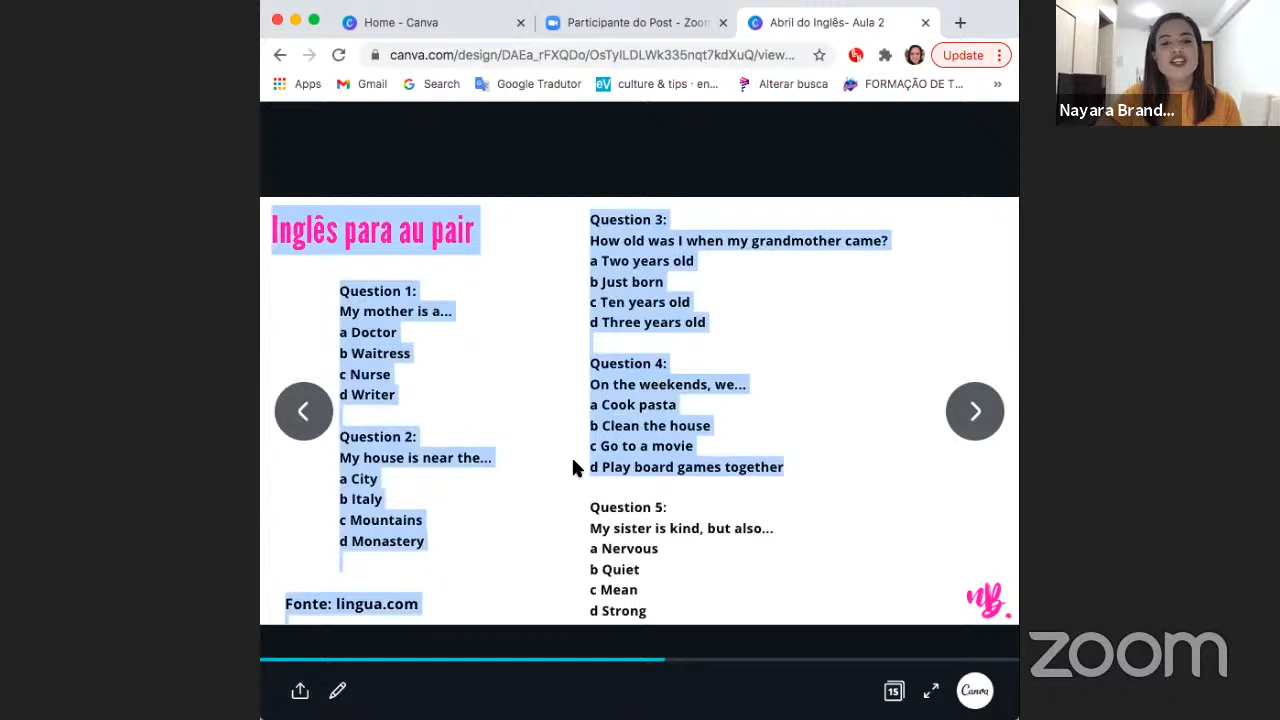 Home - Canva
Participante do Post - Zoom
Abril do Inglês- Aula 2
canva.com/design/DAEa_rFXQDo/OsTylLDLWk335nqt7kdXuQ/view...
Update
Apps
Gmail
Search
Google Tradutor
culture & tips · en...
Alterar busca
FORMAÇÃO DE T...
»
Nayara Brand...
Inglês para au pair
Question 1:
My mother is a...
a Doctor
b Waitress
c Nurse
d Writer
Question 2:
My house is near the...
a City
b Italy
c Mountains
d Monastery
Fonte: lingua.com
Question 3:
How old was I when my grandmother came?
a Two years old
b Just born
c Ten years old
d Three years old
Question 4:
On the weekends, we...
a Cook pasta
b Clean the house
c Go to a movie
d Play board games together
Question 5:
My sister is kind, but also...
a Nervous
b Quiet
c Mean
d Strong
nB.
zoom
15
Canva